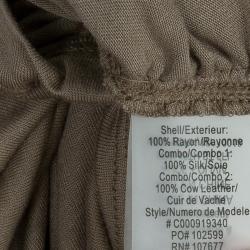 Shell/Exterieur:
100% Rayon/Rayonne
Combo/Combo 1:
100% Silk/Soie
Combo/Combo 2:
100% Cow Leather/
Cuir de Vache
Style/Numero de Modele
# C000919340
PO# 102599
RN# 107677